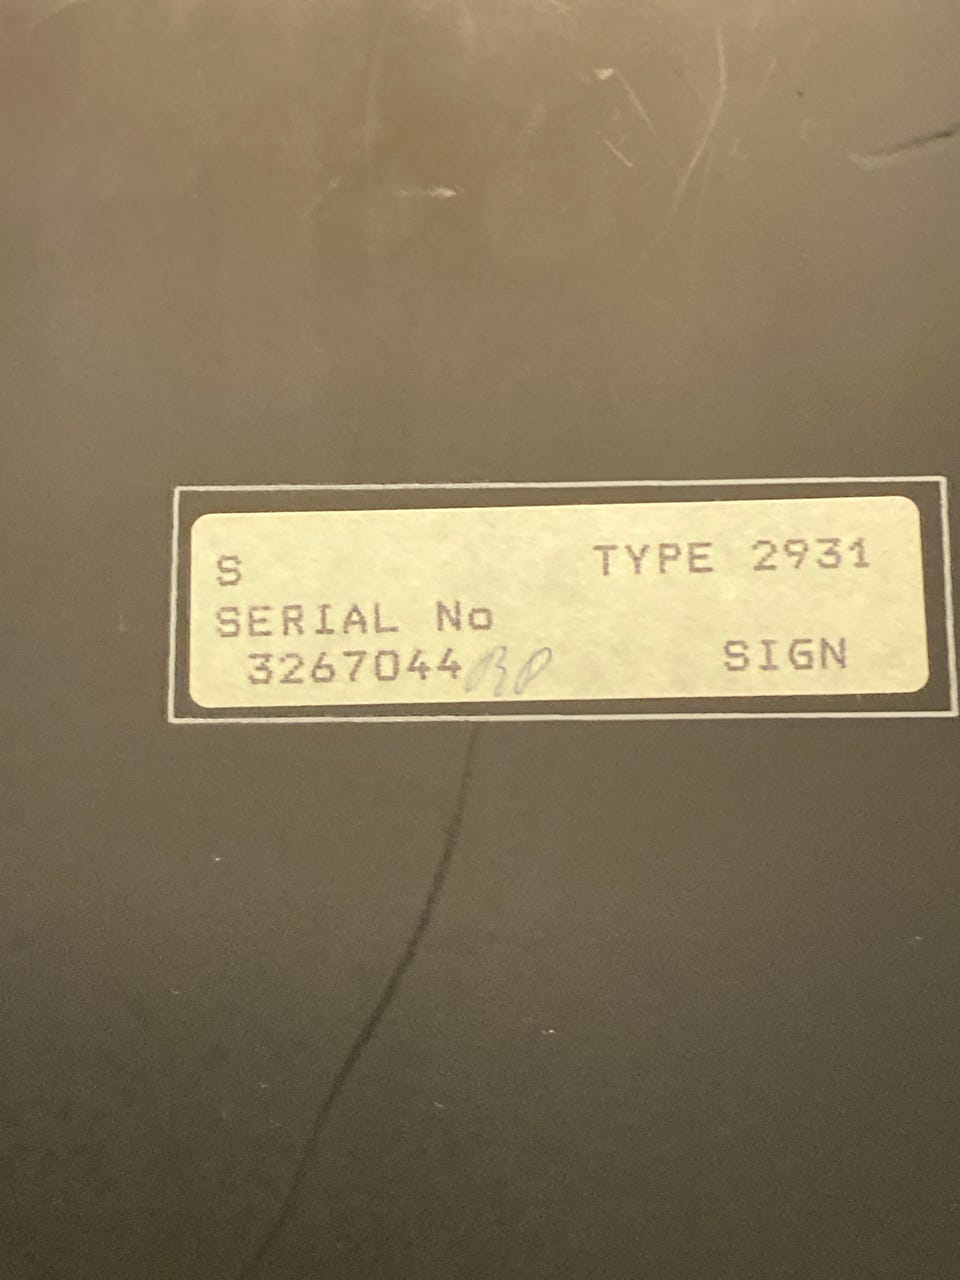 S TYPE 2931
SERIAL No
3267044 SIGN